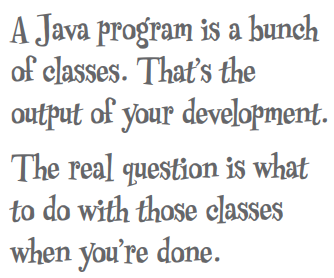 A Java program is a bunch
of classes. That's the
output of your development.
The real question is what
to do with those classes
when you're done.